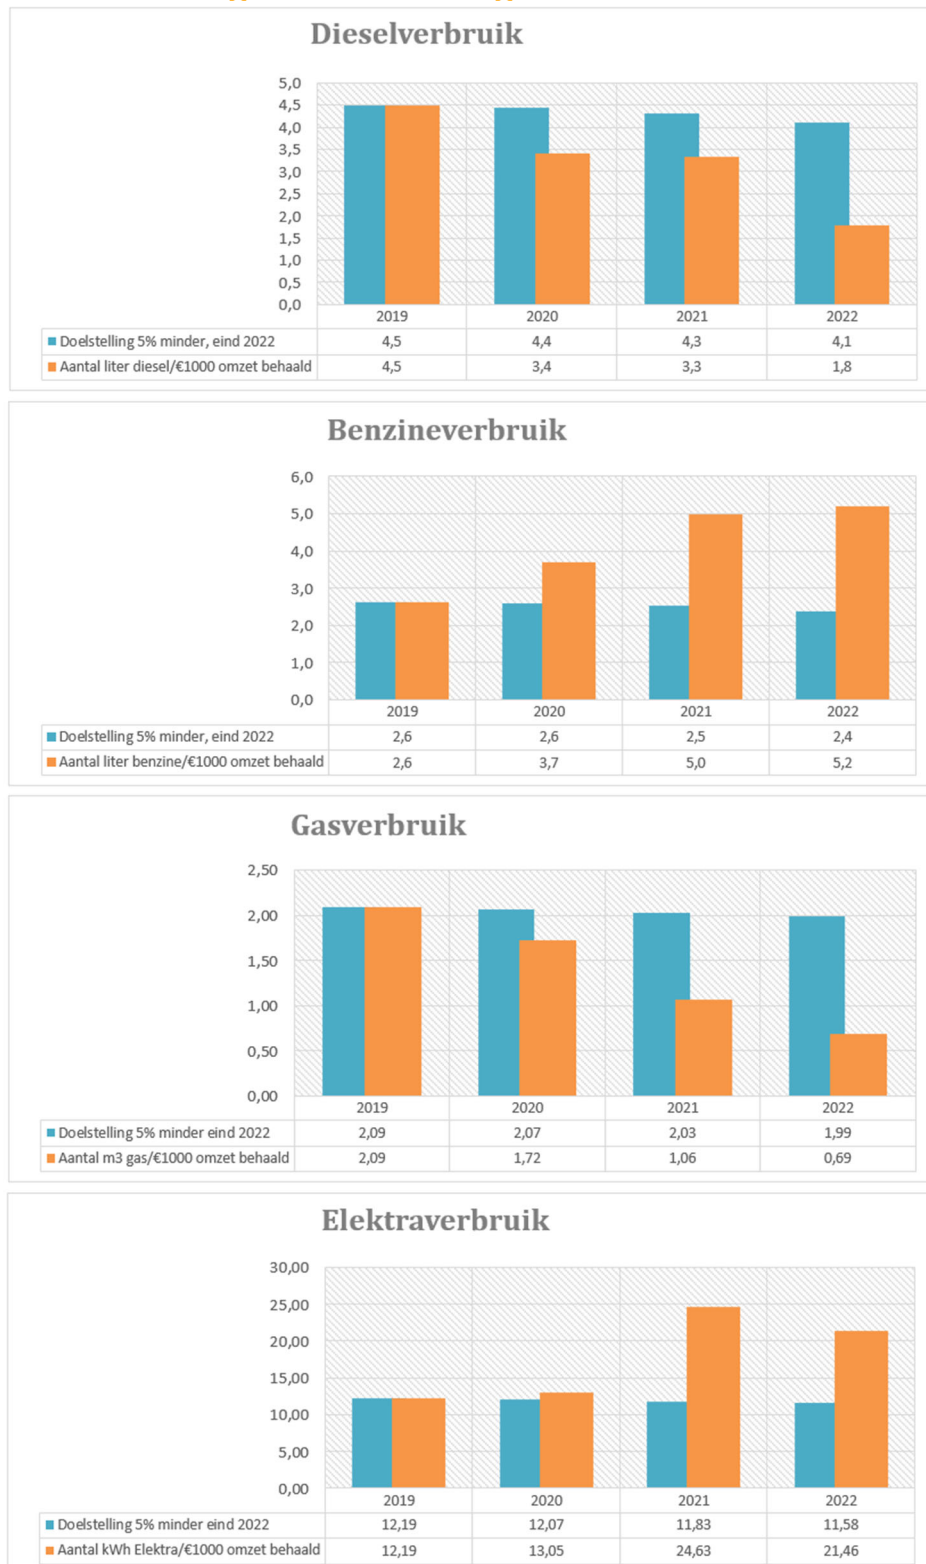 Dieselverbruik
5,0
4,5
4,0
3,5
3,0
2,5
2,0
1,5
1,0
0,5
0,0
2019 2020 2021 2022
Doelstelling 5% minder, eind 2022 4,5 4,4 4,3 4,1
Aantal liter diesel/€1000 omzet behaald 4,5 3,4 3,3 1,8
Benzineverbruik
6,0
5,0
4,0
3,0
2,0
1,0
0,0
2019 2020 2021 2022
Doelstelling 5% minder, eind 2022 2,6 2,6 2,5 2,4
Aantal liter benzine/€1000 omzet behaald 2,6 3,7 5,0 5,2
Gasverbruik
2,50
2,00
1,50
1,00
0,50
0,00
2019 2020 2021 2022
Doelstelling 5% minder eind 2022 2,09 2,07 2,03 1,99
Aantal m3 gas/€1000 omzet behaald 2,09 1,72 1,06 0,69
Elektraverbruik
30,00
25,00
20,00
15,00
10,00
5,00
0,00
2019 2020 2021 2022
Doelstelling 5% minder eind 2022 12,19 12,07 11,83 11,58
Aantal kWh Elektra/€1000 omzet behaald 12,19 13,05 24,63 21,46